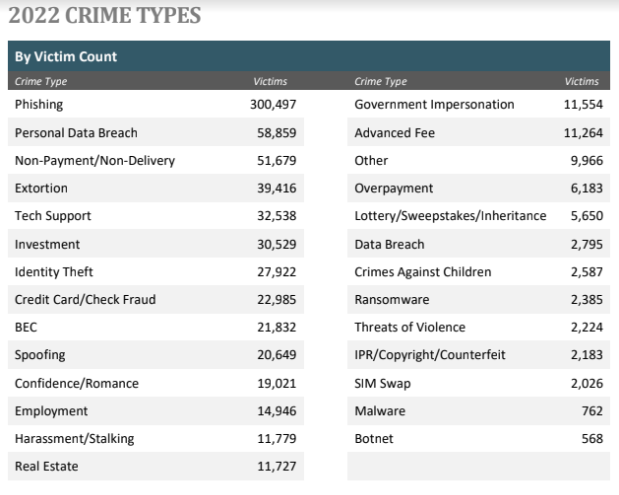 2022 CRIME TYPES
By Victim Count
Crime Type Victims Crime Type Victims
Phishing 300,497 Government Impersonation 11,554
Personal Data Breach 58,859 Advanced Fee 11,264
Non-Payment/Non-Delivery 51,679 Other 9,966
Extortion 39,416 Overpayment 6,183
Tech Support 32,538 Lottery/Sweepstakes/Inheritance 5,650
Investment 30,529 Data Breach 2,795
Identity Theft 27,922 Crimes Against Children 2,587
Credit Card/Check Fraud 22,985 Ransomware 2,385
BEC 21,832 Threats of Violence 2,224
Spoofing 20,649 IPR/Copyright/Counterfeit 2,183
Confidence/Romance 19,021 SIM Swap 2,026
Employment 14,946 Malware 762
Harassment/Stalking 11,779 Botnet 568
Real Estate 11,727